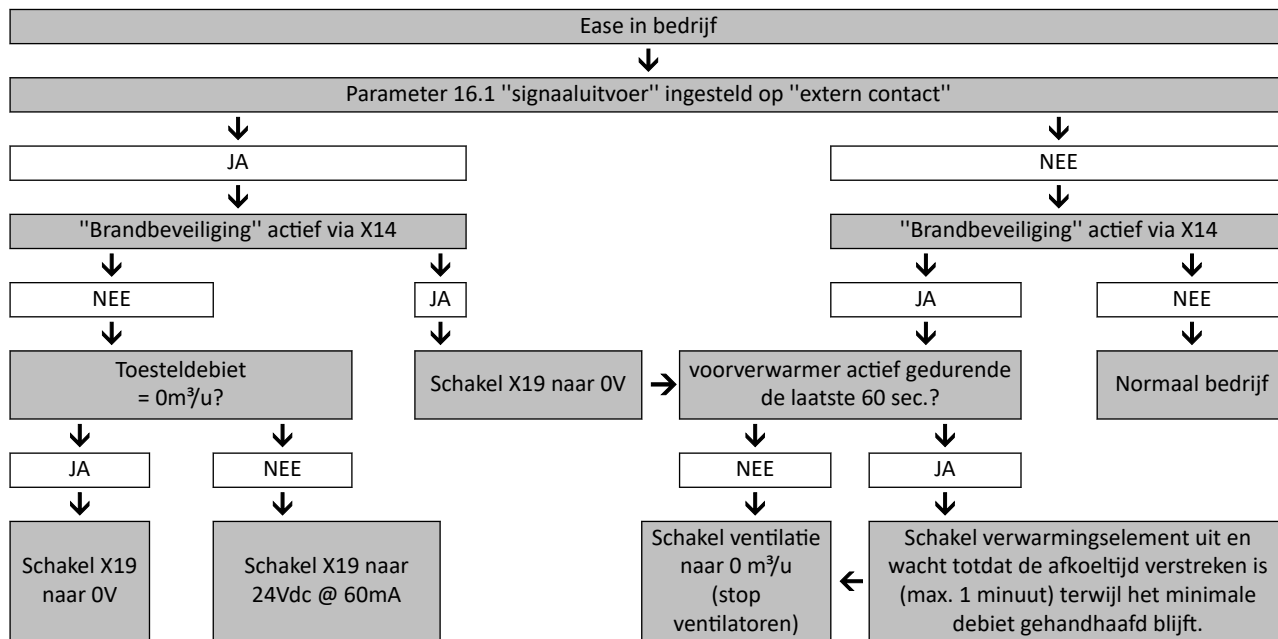 Ease in bedrijf
Parameter 16.1 ''signaaluitvoer'' ingesteld op ''extern contact''
JA
NEE
''Brandbeveiliging'' actief via X14
''Brandbeveiliging'' actief via X14
NEE
JA
JA
NEE
Toesteldebiet
= 0m³/u?
Schakel X19 naar 0V
voorverwarmer actief gedurende
de laatste 60 sec.?
Normaal bedrijf
JA
NEE
NEE
JA
Schakel X19
naar 0V
Schakel X19 naar
24Vdc @ 60mA
Schakel ventilatie
naar 0 m³/u
(stop
ventilatoren)
Schakel verwarmingselement uit en
wacht totdat de afkoeltijd verstreken is
(max. 1 minuut) terwijl het minimale
debiet gehandhaafd blijft.